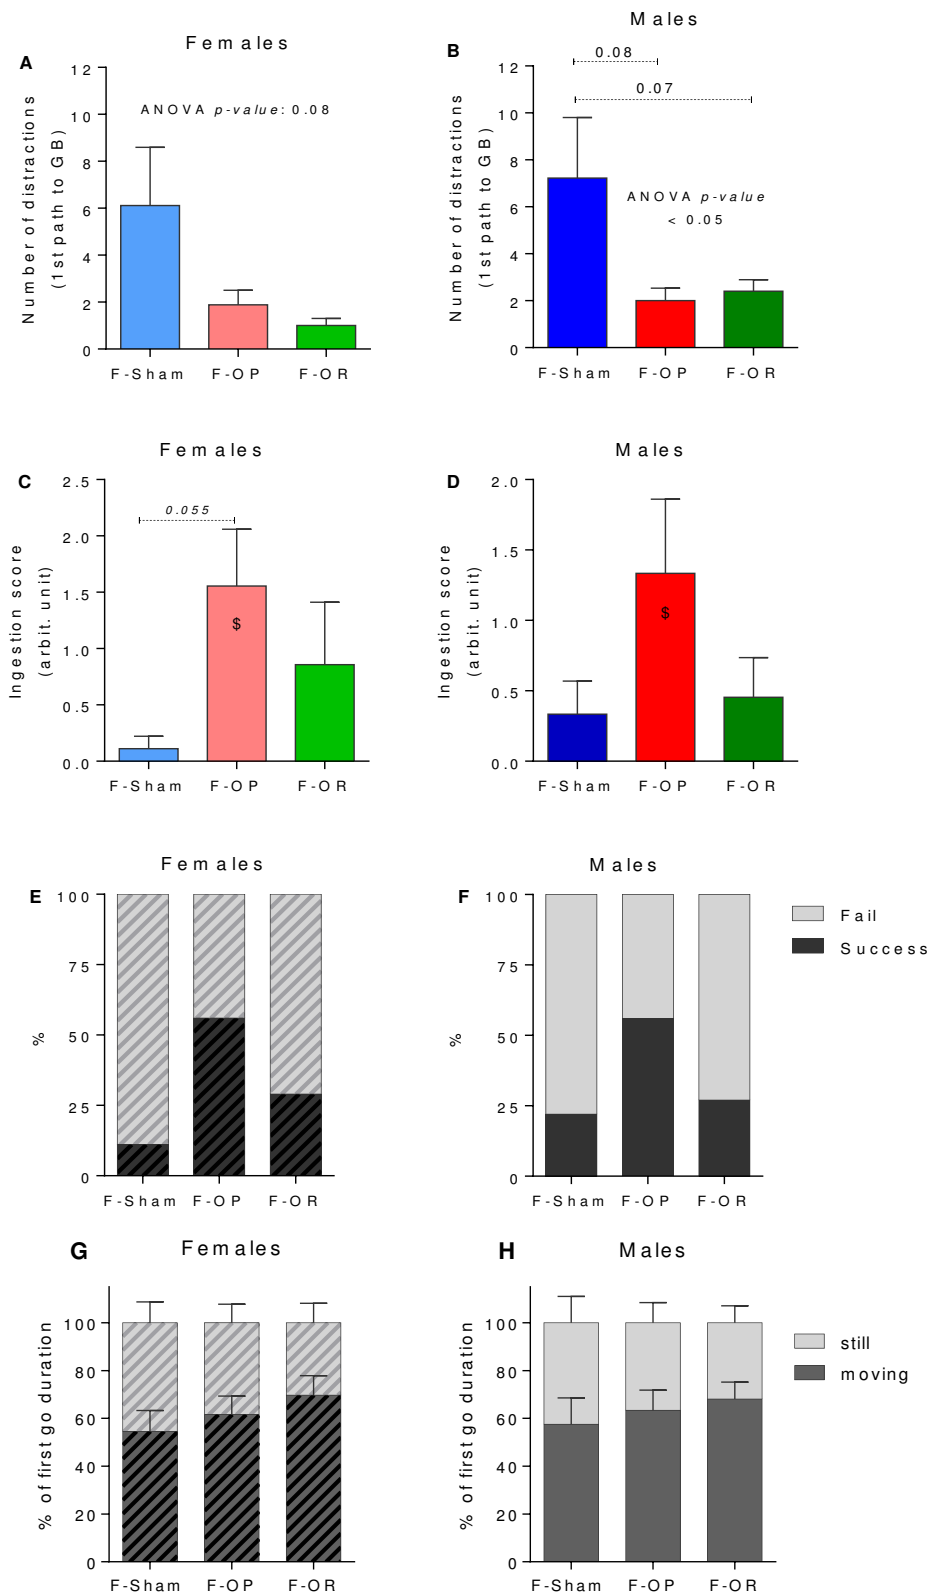 Females
A
Number of distractions
(1st path to GB)
12
10
8
6
4
2
0
ANOVA p-value: 0.08
F-Sham F-OP F-OR
Males
B
Number of distractions
(1st path to GB)
12
10
8
6
4
2
0
0.08
0.07
ANOVA p-value
< 0.05
F-Sham F-OP F-OR
Females
C
Ingestion score
(arbit. unit)
2.5
2.0
1.5
1.0
0.5
0.0
0.055
$
F-Sham F-OP F-OR
Males
D
Ingestion score
(arbit. unit)
2.0
1.5
1.0
0.5
0.0
$
F-Sham F-OP F-OR
Females
E
%
100
75
50
25
0
F-Sham F-OP F-OR
Males
F
%
100
75
50
25
0
F-Sham F-OP F-OR
Fail
Success
Females
G
% of first go duration
100
80
60
40
20
0
F-Sham F-OP F-OR
Males
H
% of first go duration
100
80
60
40
20
0
F-Sham F-OP F-OR
still
moving